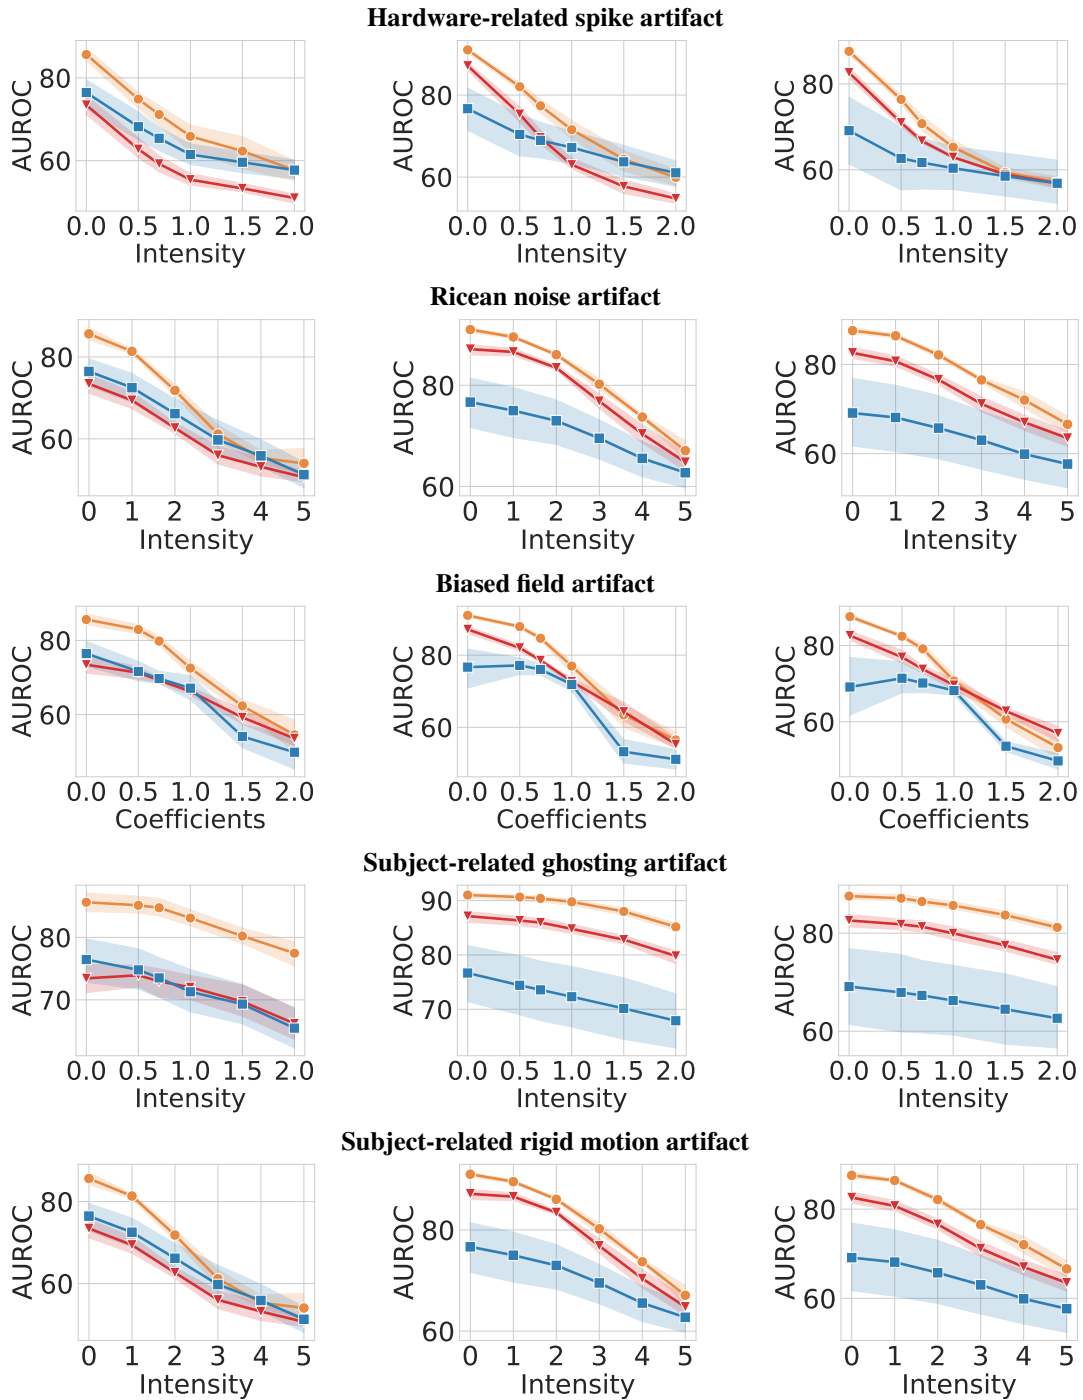 Hardware-related spike artifact
AUROC
80
60
0.0 0.5 1.0 1.5 2.0
Intensity
AUROC
80
60
0.0 0.5 1.0 1.5 2.0
Intensity
AUROC
80
60
0.0 0.5 1.0 1.5 2.0
Intensity
Ricean noise artifact
AUROC
80
60
0 1 2 3 4 5
Intensity
AUROC
80
60
0 1 2 3 4 5
Intensity
AUROC
80
60
0 1 2 3 4 5
Intensity
Biased field artifact
AUROC
80
60
0.0 0.5 1.0 1.5 2.0
Coefficients
AUROC
80
60
0.0 0.5 1.0 1.5 2.0
Coefficients
AUROC
80
60
0.0 0.5 1.0 1.5 2.0
Coefficients
Subject-related ghosting artifact
AUROC
80
70
0.0 0.5 1.0 1.5 2.0
Intensity
AUROC
90
80
70
0.0 0.5 1.0 1.5 2.0
Intensity
AUROC
80
60
0.0 0.5 1.0 1.5 2.0
Intensity
Subject-related rigid motion artifact
AUROC
80
60
0 1 2 3 4 5
Intensity
AUROC
80
60
0 1 2 3 4 5
Intensity
AUROC
80
60
0 1 2 3 4 5
Intensity